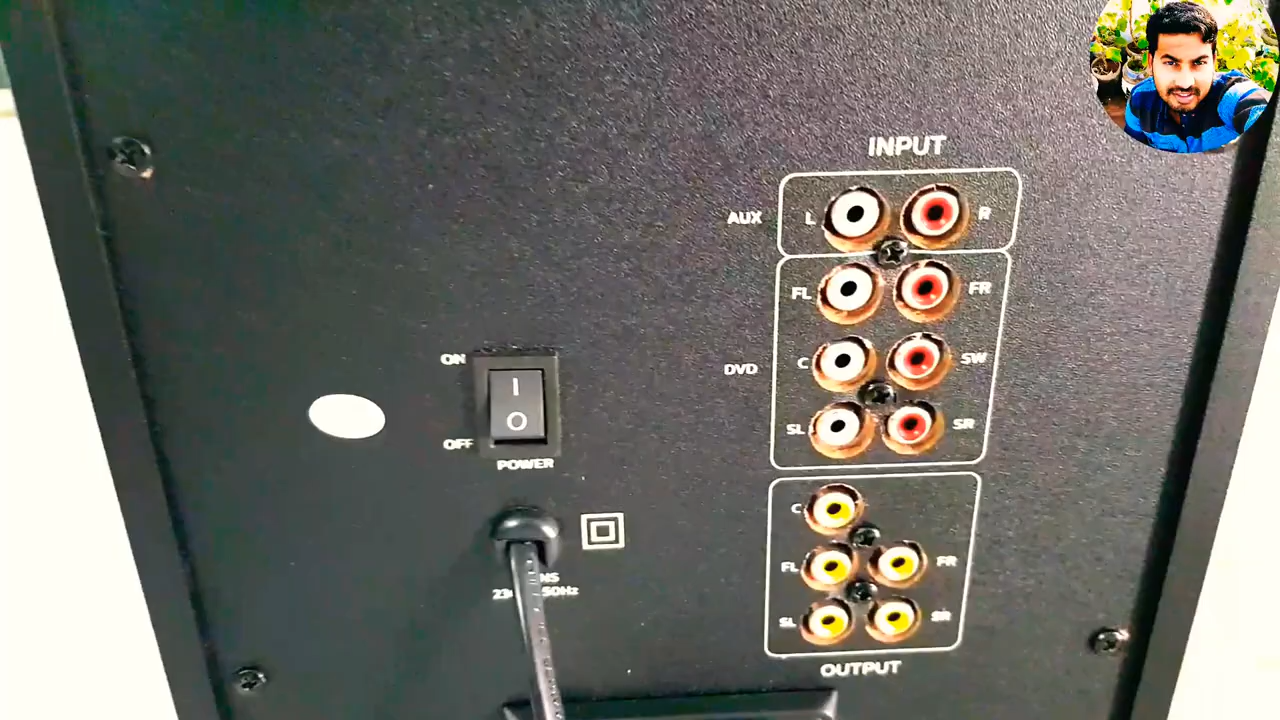 INPUT
AUX L R
FL FR
DVD C SW
SL SR
ON
I
O
OFF
POWER
C
FL FR
SL SR
OUTPUT